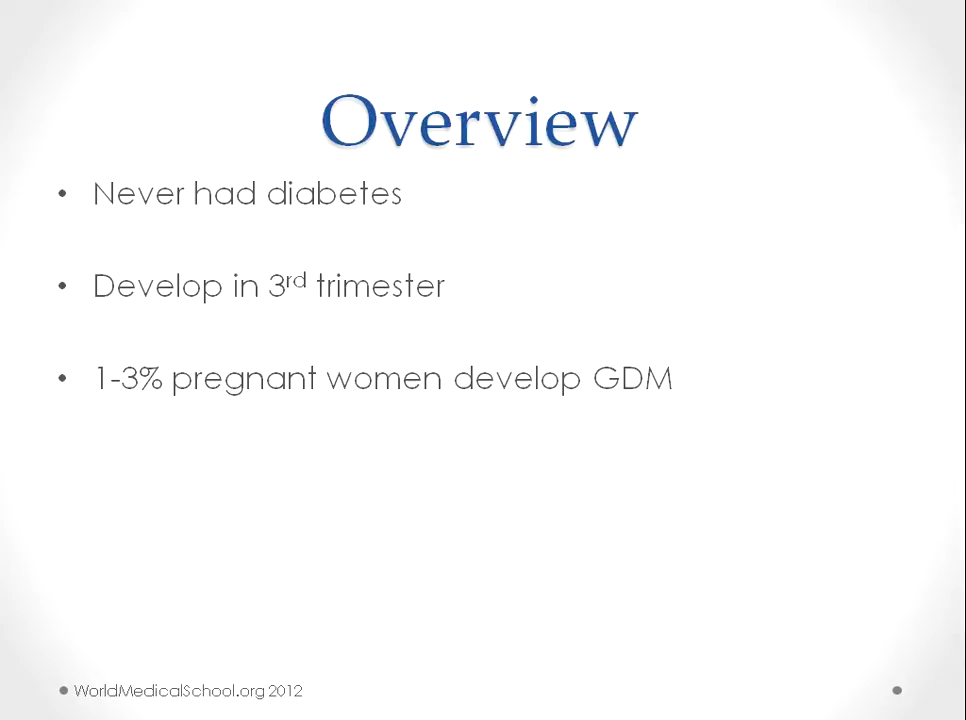 Overview
• Never had diabetes
• Develop in 3rd trimester
• 1-3% pregnant women develop GDM
WorldMedicalSchool.org 2012